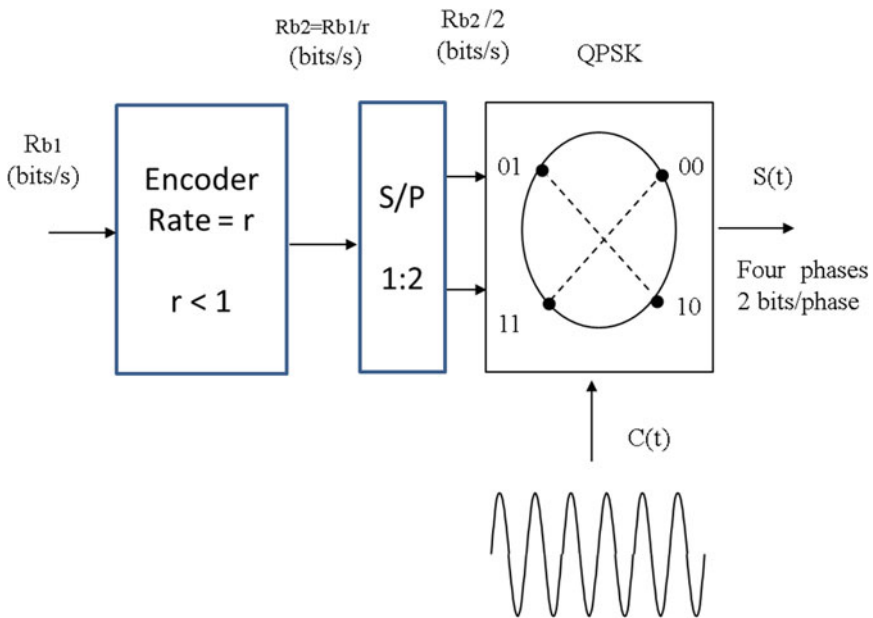 Rb2=Rb1/r
(bits/s)
Rb2 /2
(bits/s)
QPSK
Rb1
(bits/s)
Encoder
Rate = r
r < 1
S/P
1:2
01
00
11
10
S(t)
Four phases
2 bits/phase
C(t)